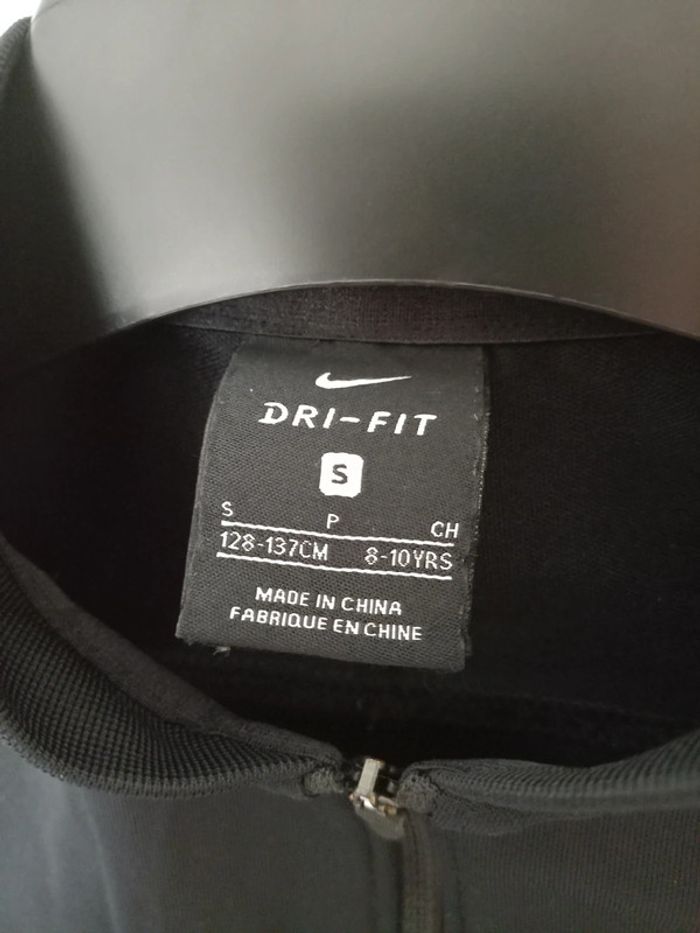 DRI-FIT
S
S P CH
128-137CM 8-10YRS
MADE IN CHINA
FABRIQUE EN CHINE